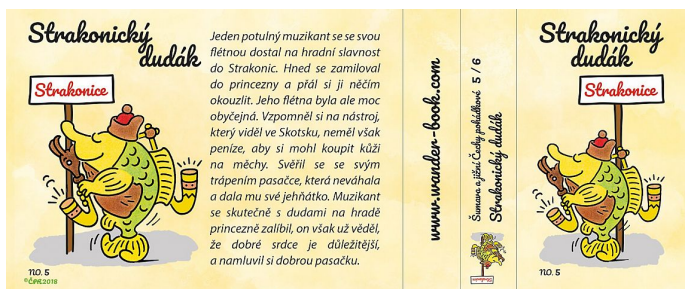 Strakonický
dudák
Strakonice
NO. 5
©ČPA2018
Jeden potulný muzikant se se svou
flétnou dostal na hradní slavnost
do Strakonic. Hned se zamiloval
do princezny a přál si ji něčím
okouzlit. Jeho flétna byla ale moc
obyčejná. Vzpomněl si na nástroj,
který viděl ve Skotsku, neměl však
peníze, aby si mohl koupit kůži
na měchy. Svěřil se se svým
trápením pasačce, která neváhala
a dala mu své jehňátko. Muzikant
se skutečně s dudami na hradě
princezně zalíbil, on však už věděl,
že dobré srdce je důležitější,
a namluvil si dobrou pasačku.
www.wander-book.com
Šumava a jižní Čechy pohádkové 5 / 6
Strakonický dudák
Strakonice
Strakonický
dudák
Strakonice
NO. 5